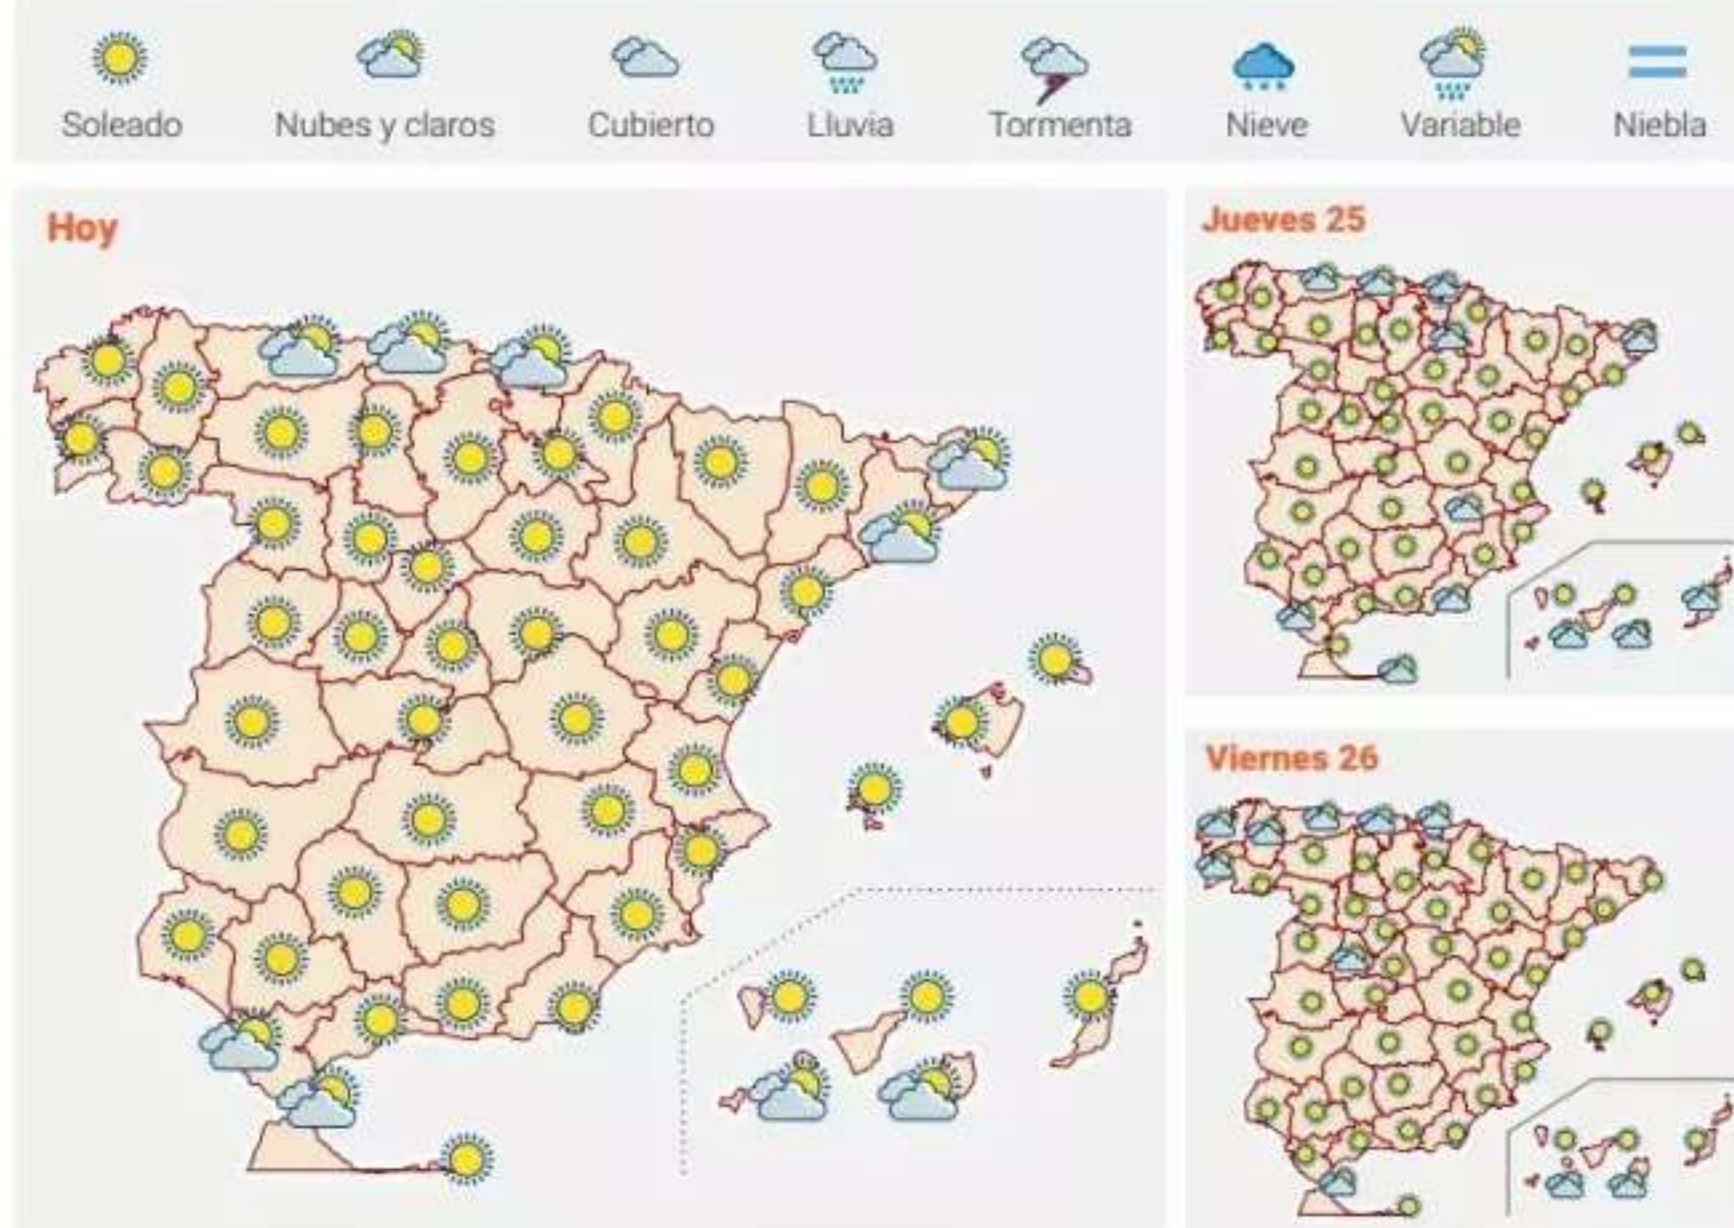 Soleado
Nubes y claros
Cubierto
Lluvia
Tormenta
Nieve
Variable
Niebla
Hoy
Jueves 25
Viernes 26